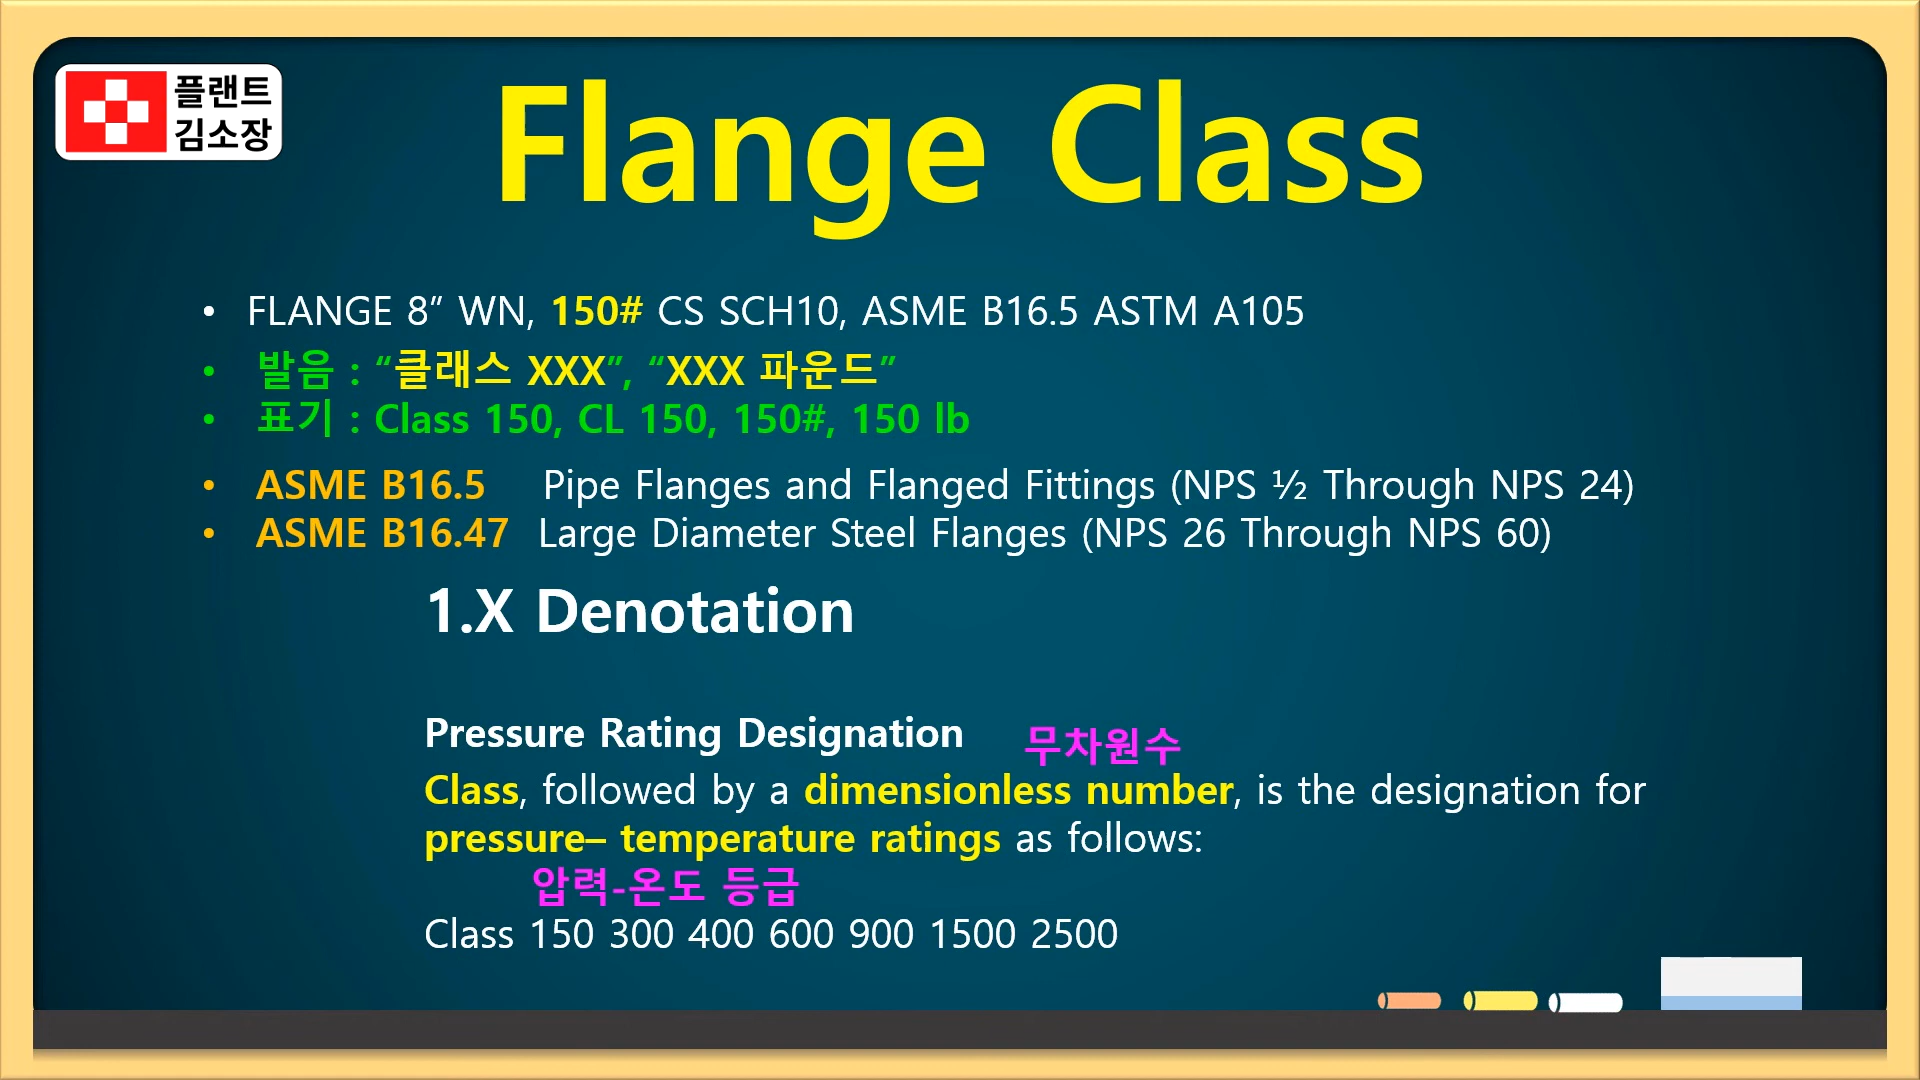 플랜트
김소장
Flange Class
• FLANGE 8” WN, 150# CS SCH10, ASME B16.5 ASTM A105
• 발음 : “클래스 XXX”, “XXX 파운드”
• 표기 : Class 150, CL 150, 150#, 150 lb
• ASME B16.5 Pipe Flanges and Flanged Fittings (NPS ½ Through NPS 24)
• ASME B16.47 Large Diameter Steel Flanges (NPS 26 Through NPS 60)
1.X Denotation
Pressure Rating Designation
무차원수
Class, followed by a dimensionless number, is the designation for
pressure– temperature ratings as follows:
압력-온도 등급
Class 150 300 400 600 900 1500 2500